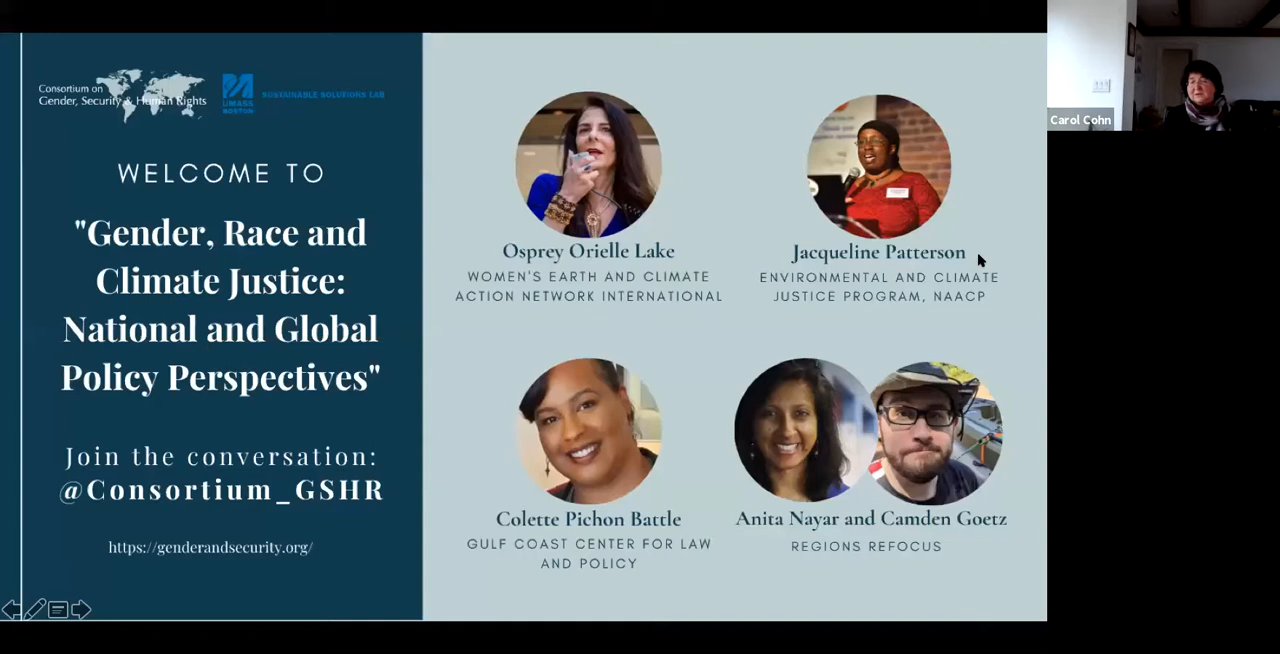 Consortium on
Gender, Security & Human Rights
UMASS
BOSTON
SUSTAINABLE SOLUTIONS LAB
WELCOME TO
"Gender, Race and
Climate Justice:
National and Global
Policy Perspectives"
Join the conversation:
@Consortium_GSHR
https://genderandsecurity.org/
Osprey Orielle Lake
WOMEN'S EARTH AND CLIMATE
ACTION NETWORK INTERNATIONAL
Jacqueline Patterson
ENVIRONMENTAL AND CLIMATE
JUSTICE PROGRAM, NAACP
Colette Pichon Battle
GULF COAST CENTER FOR LAW
AND POLICY
Anita Nayar and Camden Goetz
REGIONS REFOCUS
Carol Cohn